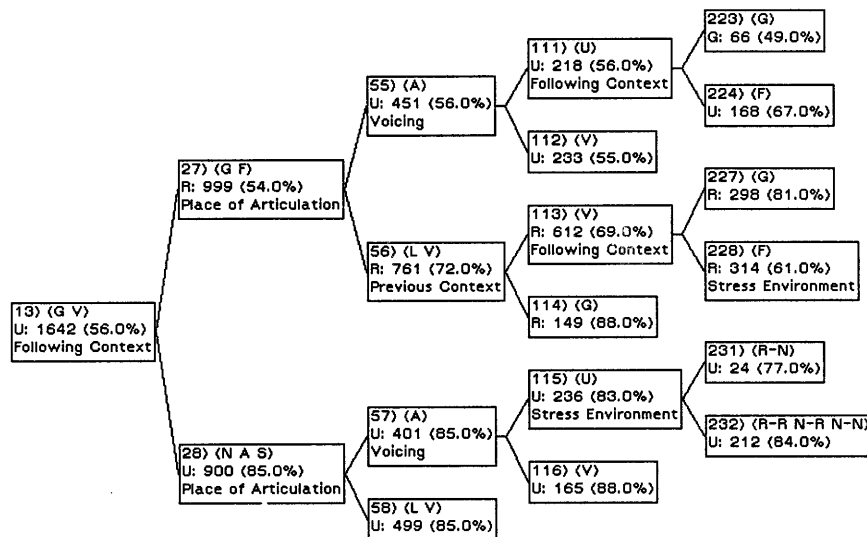 13) (G V)
U: 1642 (56.0%)
Following Context
27) (G F)
R: 999 (54.0%)
Place of Articulation
28) (N A S)
U: 900 (85.0%)
Place of Articulation
55) (A)
U: 451 (56.0%)
Voicing
56) (L V)
R: 761 (72.0%)
Previous Context
57) (A)
U: 401 (85.0%)
Voicing
58) (L V)
U: 499 (85.0%)
111) (U)
U: 218 (56.0%)
Following Context
112) (V)
U: 233 (55.0%)
113) (V)
R: 612 (69.0%)
Following Context
114) (G)
R: 149 (88.0%)
115) (U)
U: 236 (83.0%)
Stress Environment
116) (V)
U: 165 (88.0%)
223) (G)
G: 66 (49.0%)
224) (F)
U: 168 (67.0%)
227) (G)
R: 298 (81.0%)
228) (F)
R: 314 (61.0%)
Stress Environment
231) (R-N)
U: 24 (77.0%)
232) (R-R N-R N-N)
U: 212 (84.0%)